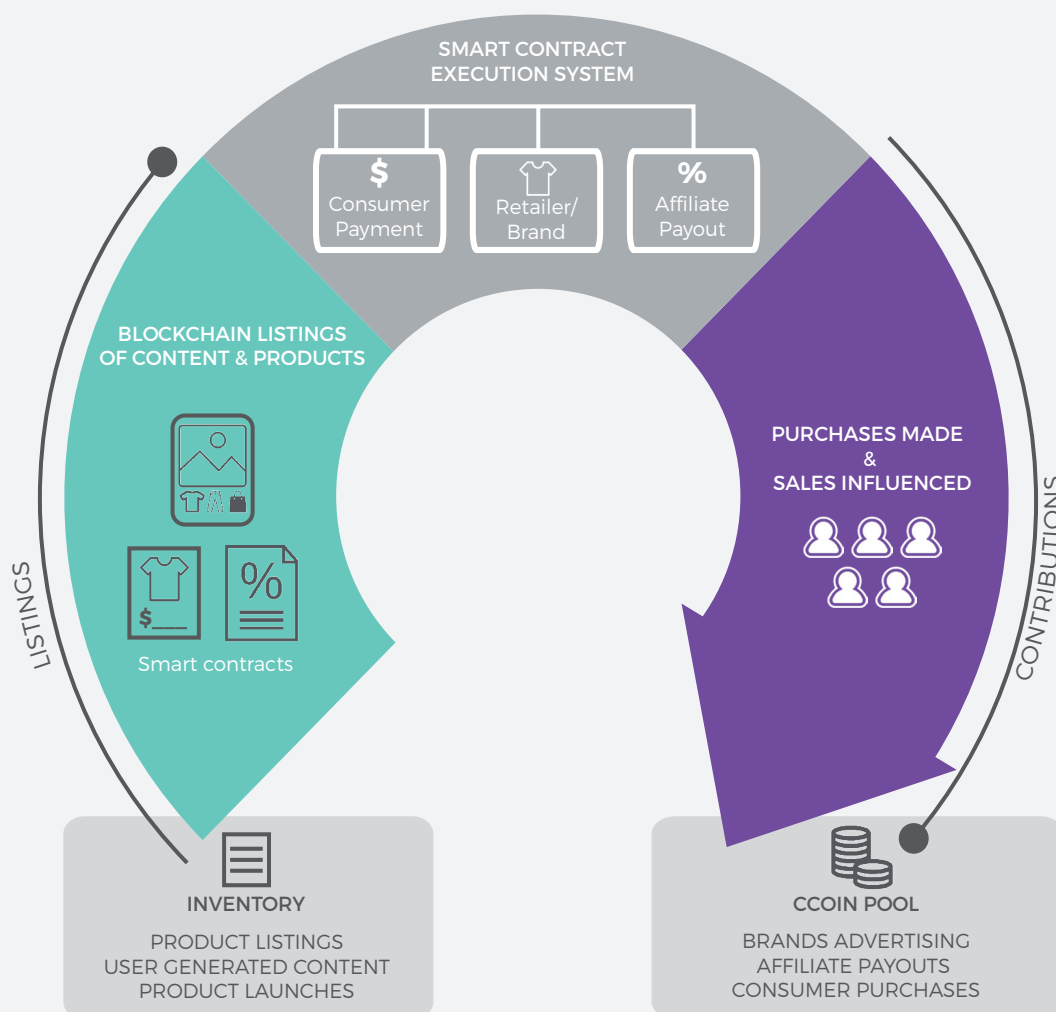 SMART CONTRACT
EXECUTION SYSTEM
$
Consumer
Payment
Retailer/
Brand
%
Affiliate
Payout
BLOCKCHAIN LISTINGS
OF CONTENT & PRODUCTS
$
%
Smart contracts
PURCHASES MADE
&
SALES INFLUENCED
LISTINGS
CONTRIBUTIONS
INVENTORY
PRODUCT LISTINGS
USER GENERATED CONTENT
PRODUCT LAUNCHES
CCOIN POOL
BRANDS ADVERTISING
AFFILIATE PAYOUTS
CONSUMER PURCHASES